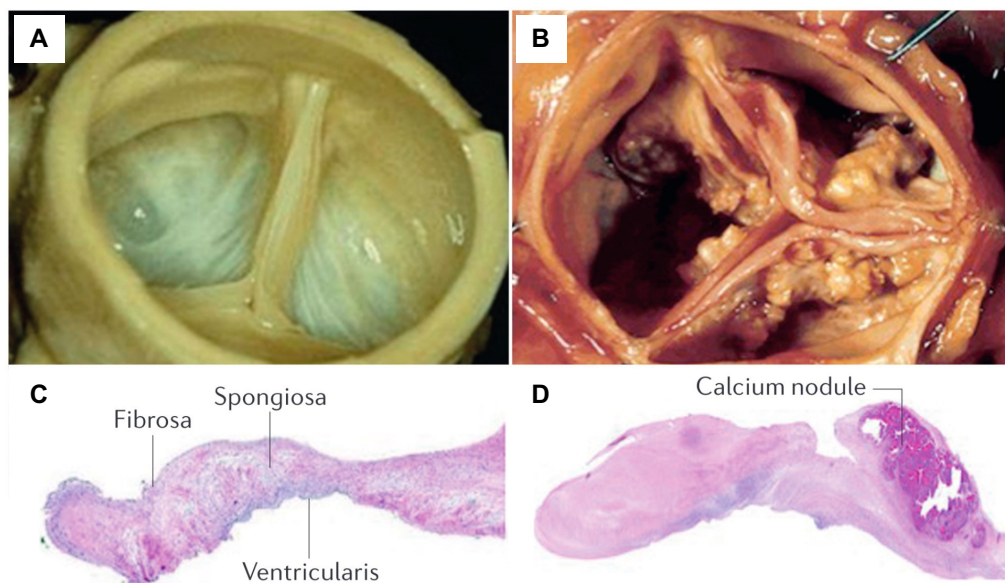 A
B
C
Spongiosa
Fibrosa
Ventricularis
D
Calcium nodule